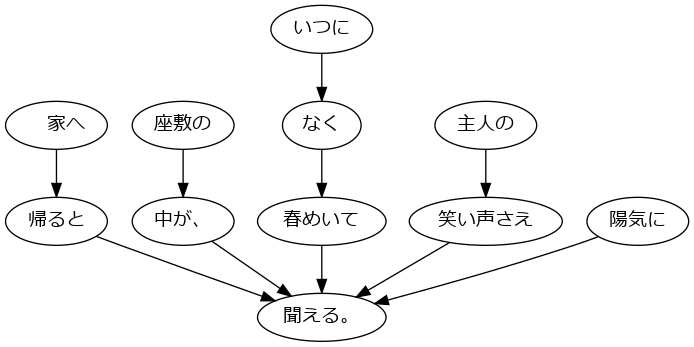 いつに
家へ
座敷の
なく
主人の
帰ると
中が、
春めいて
笑い声さえ
陽気に
聞える。